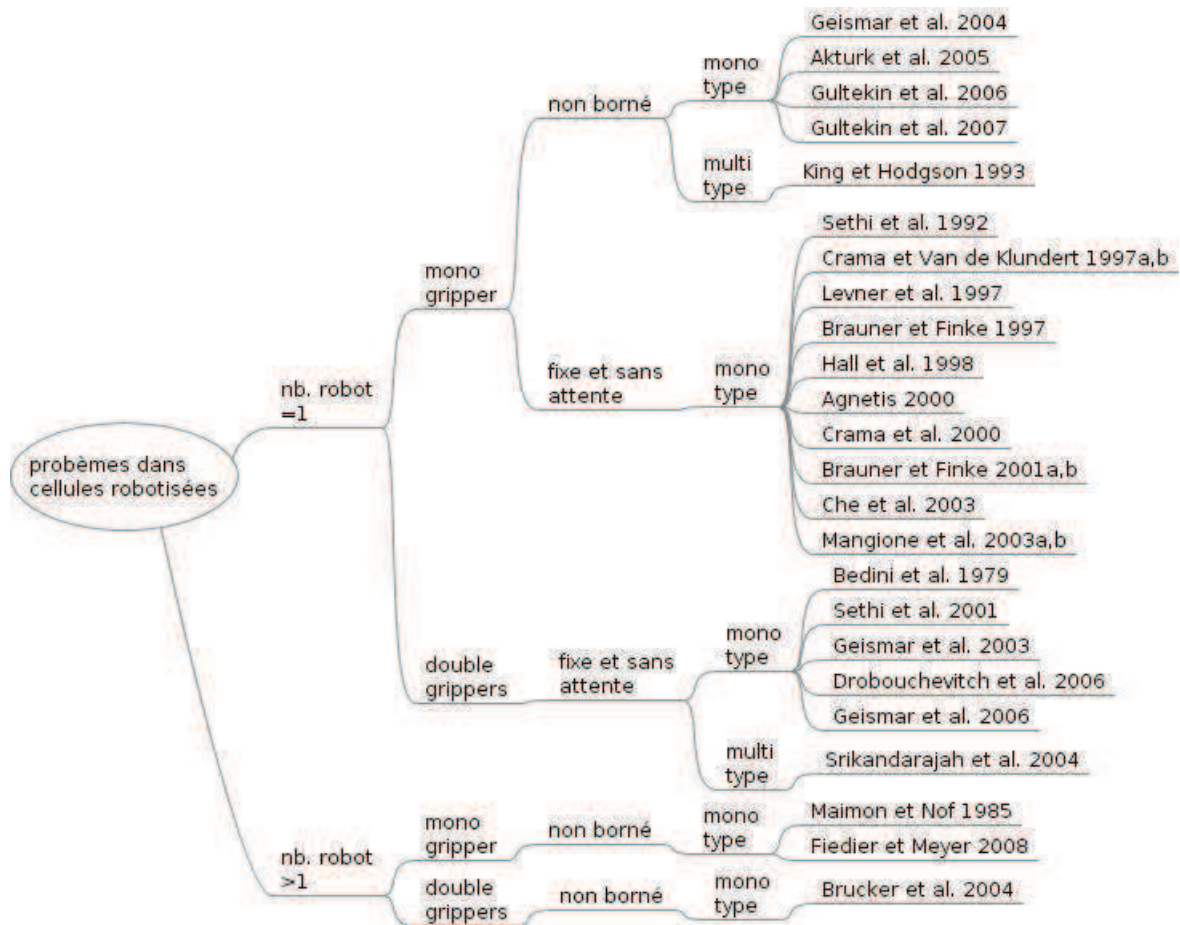 probèmes dans
cellules robotisées
nb. robot
=1
mono
gripper
non borné
mono
type
Geismar et al. 2004
Akturk et al. 2005
Gultekin et al. 2006
Gultekin et al. 2007
multi
type
King et Hodgson 1993
fixe et sans
attente
mono
type
Sethi et al. 1992
Crama et Van de Klundert 1997a,b
Levner et al. 1997
Brauner et Finke 1997
Hall et al. 1998
Agnetis 2000
Crama et al. 2000
Brauner et Finke 2001a,b
Che et al. 2003
Mangione et al. 2003a,b
double
grippers
fixe et sans
attente
mono
type
Bedini et al. 1979
Sethi et al. 2001
Geismar et al. 2003
Drobouchevitch et al. 2006
Geismar et al. 2006
multi
type
Srikandarajah et al. 2004
nb. robot
>1
mono
gripper
non borné
mono
type
Maimon et Nof 1985
Fiedier et Meyer 2008
double
grippers
non borné
mono
type
Brucker et al. 2004